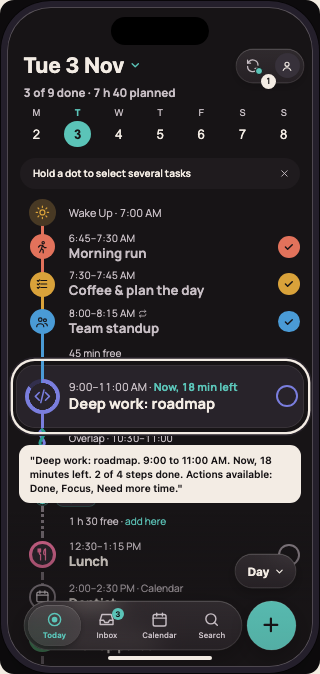 Tue 3 Nov
1
3 of 9 done · 7 h 40 planned
M T W T F S S
2 3 4 5 6 7 8
Hold a dot to select several tasks
Wake Up · 7:00 AM
6:45–7:30 AM
Morning run
7:30–7:45 AM
Coffee & plan the day
8:00–8:15 AM
Team standup
45 min free
9:00–11:00 AM · Now, 18 min left
Deep work: roadmap
Overlap · 10:30–11:00
"Deep work: roadmap. 9:00 to 11:00 AM. Now, 18
minutes left. 2 of 4 steps done. Actions available:
Done, Focus, Need more time."
1 h 30 free · add here
12:30–1:15 PM
Lunch
Day
2:00–2:30 PM · Calendar
3
Today Inbox Calendar Search